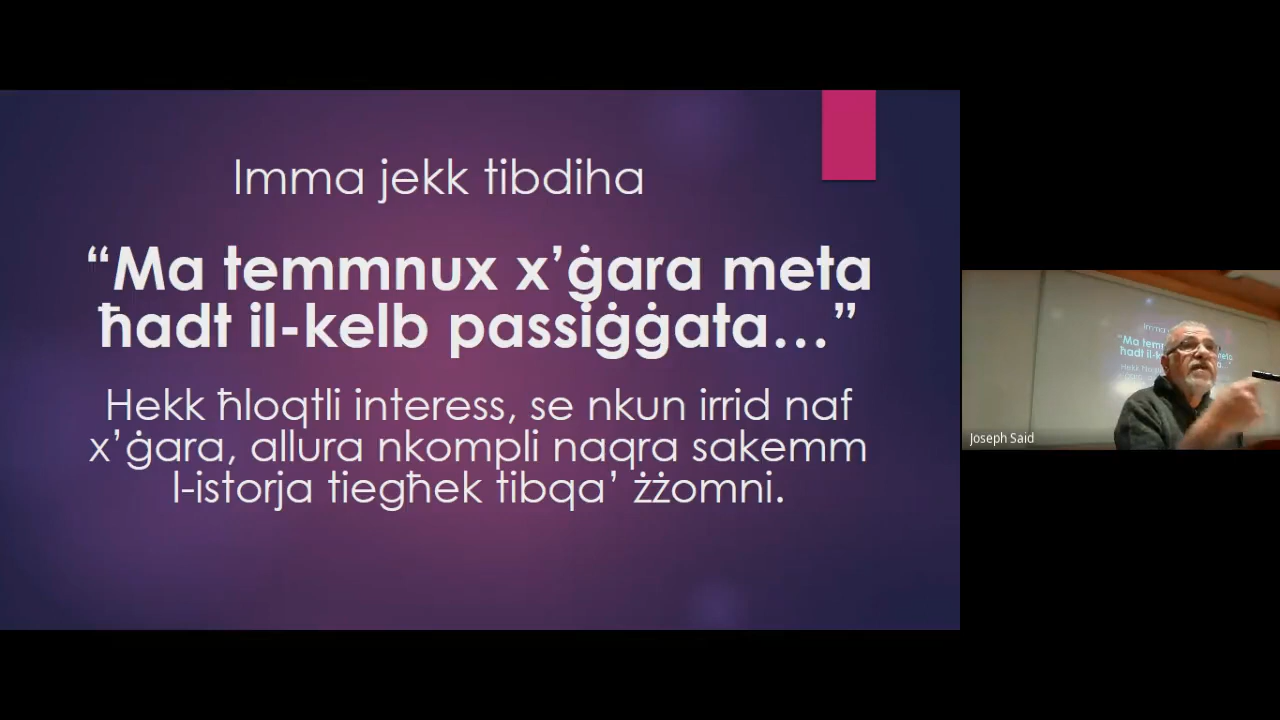 Imma jekk tibdiha
“Ma temmnux x’ġara meta
ħadt il-kelb passiġġata…”
Hekk ħloqtli interess, se nkun irrid naf
x’ġara, allura nkompli naqra sakemm
l-istorja tiegħek tibqa’ żżomni.
Joseph Said